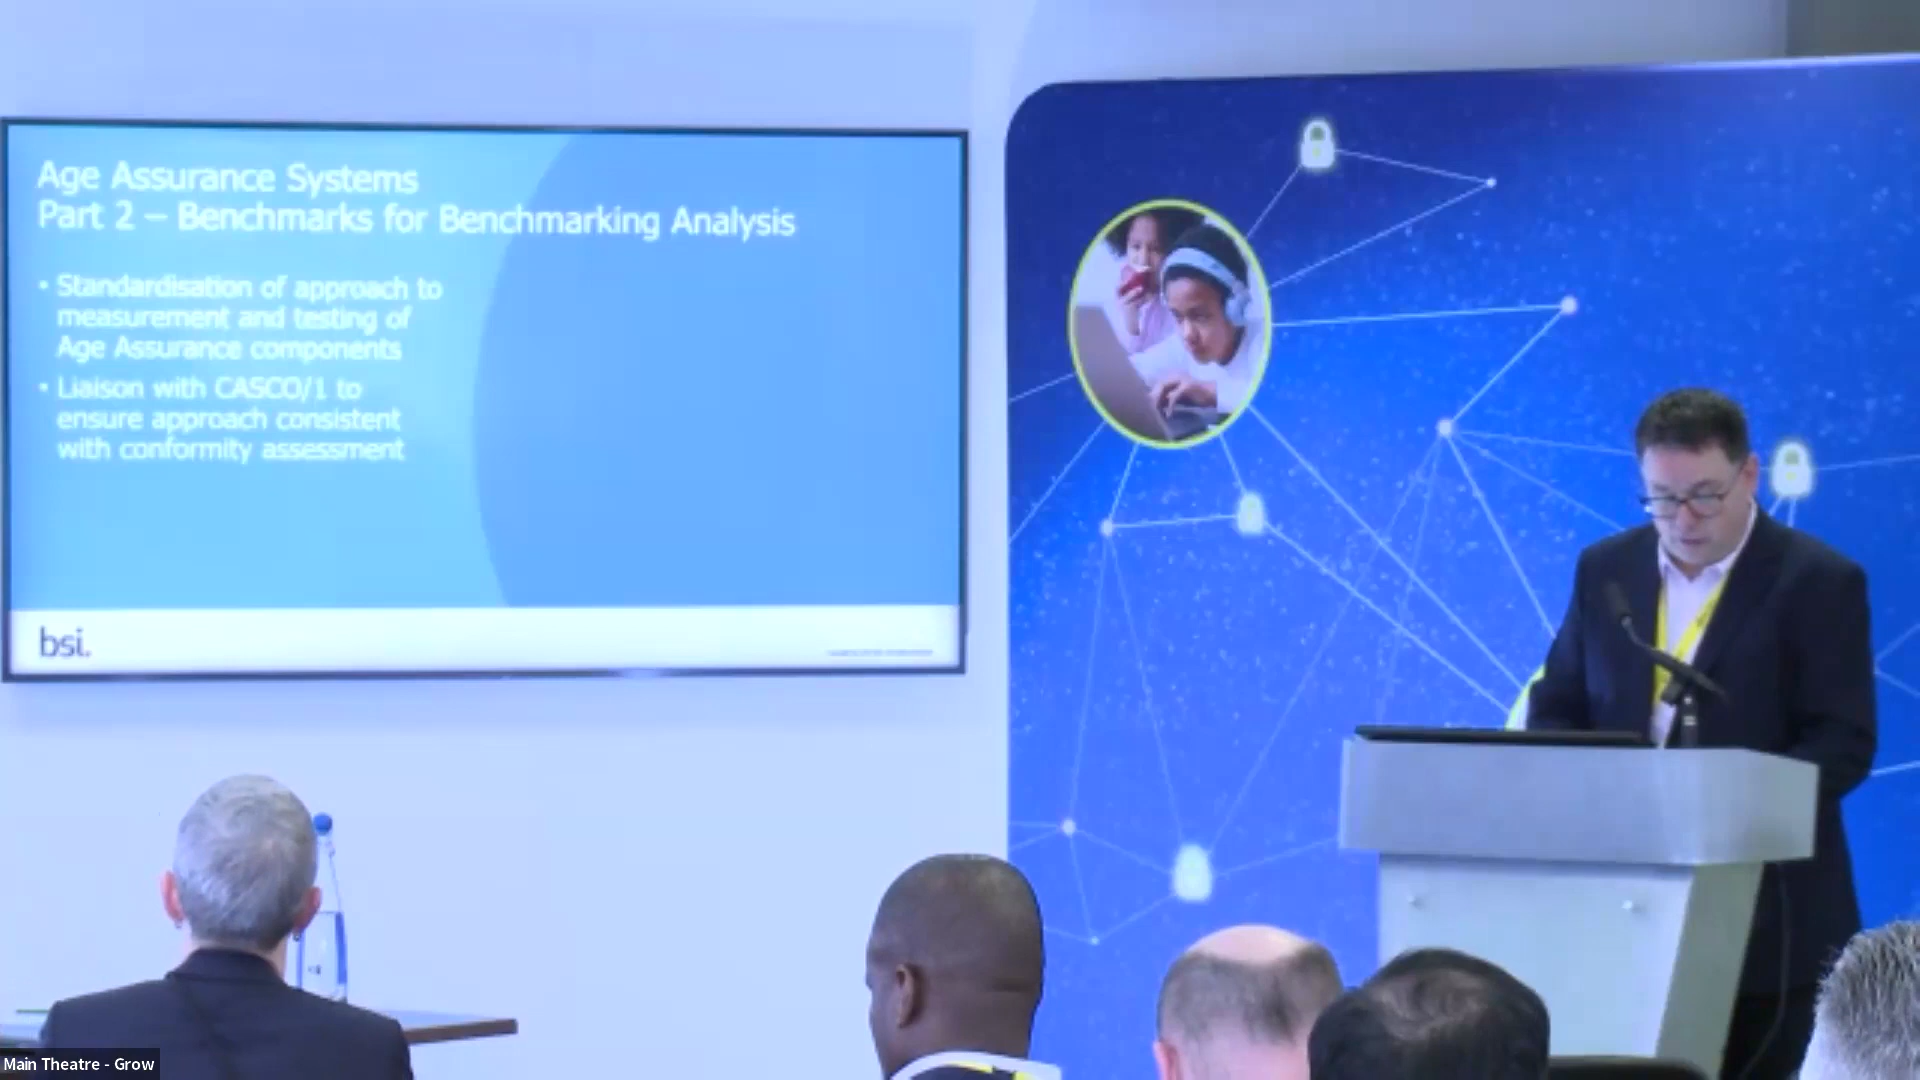 Age Assurance Systems
Part 2 – Benchmarks for Benchmarking Analysis
• Standardisation of approach to
measurement and testing of
Age Assurance components
• Liaison with CASCO/1 to
ensure approach consistent
with conformity assessment
bsi.
Main Theatre - Grow